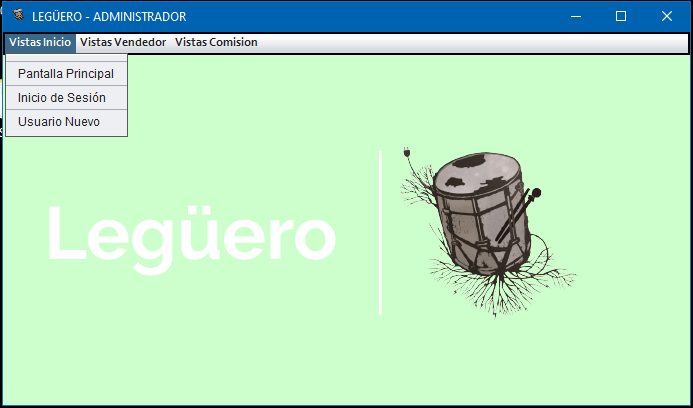 LEGÜERO - ADMINISTRADOR
Vistas Inicio Vistas Vendedor Vistas Comision
Pantalla Principal
Inicio de Sesión
Usuario Nuevo
Legüero